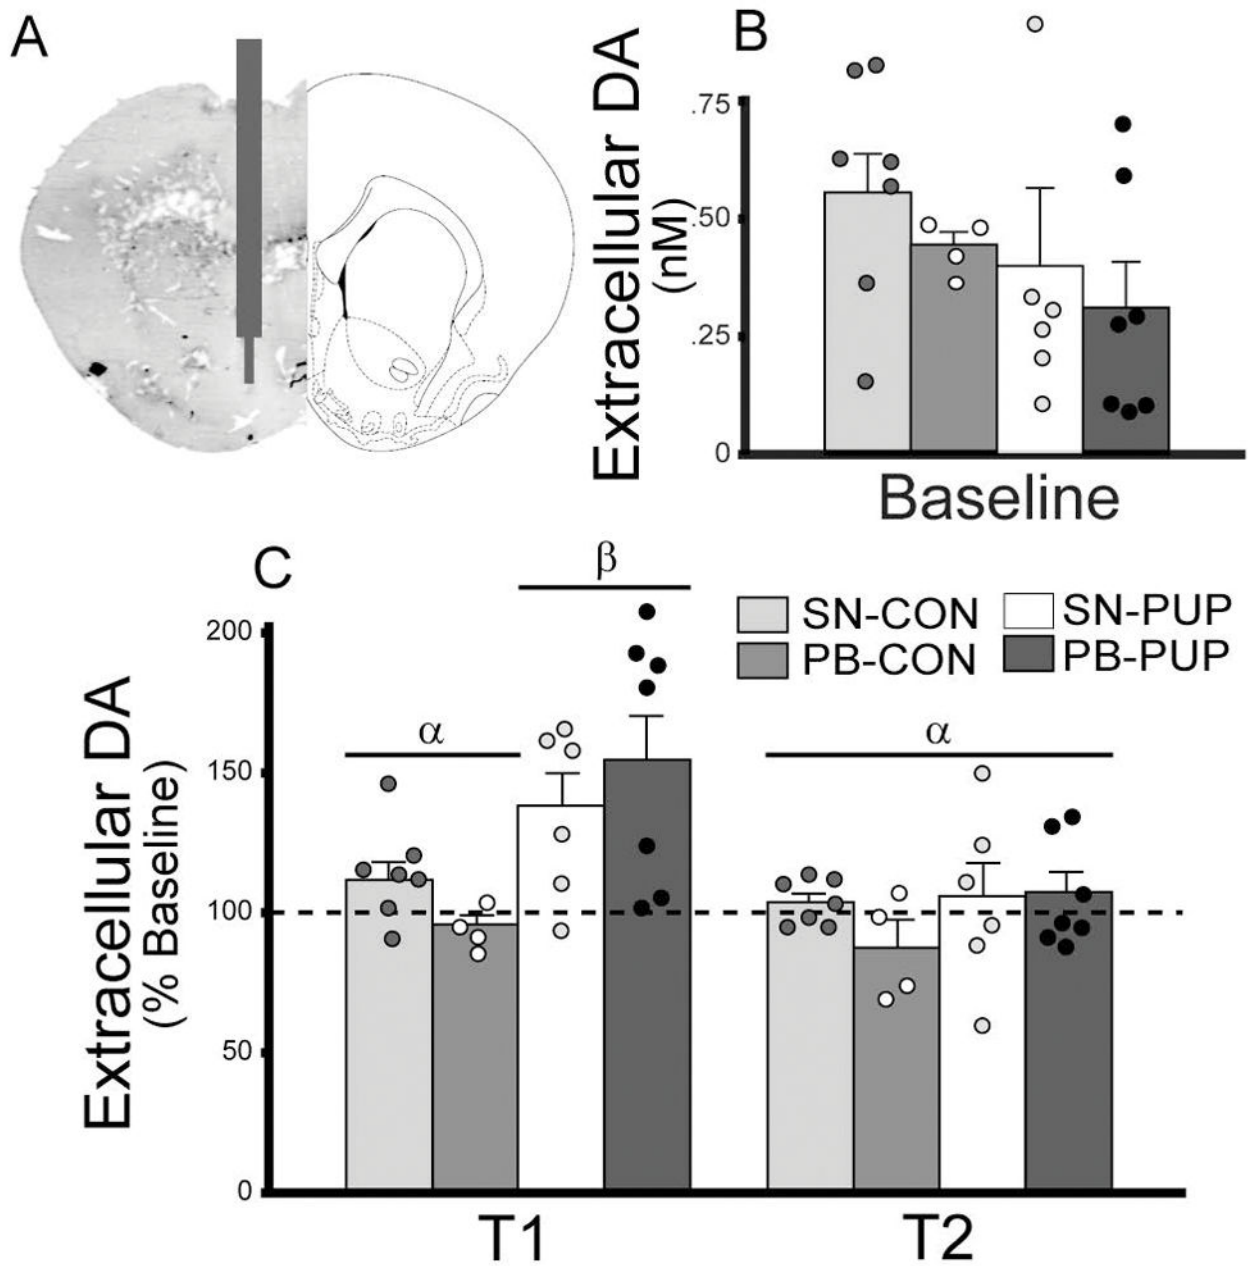 A
B
Extracellular DA
(nM)
.75
.50
.25
0
Baseline
C
β
SN-CON
SN-PUP
PB-CON
PB-PUP
Extracellular DA
(% Baseline)
200
α
α
150
100
50
0
T1
T2